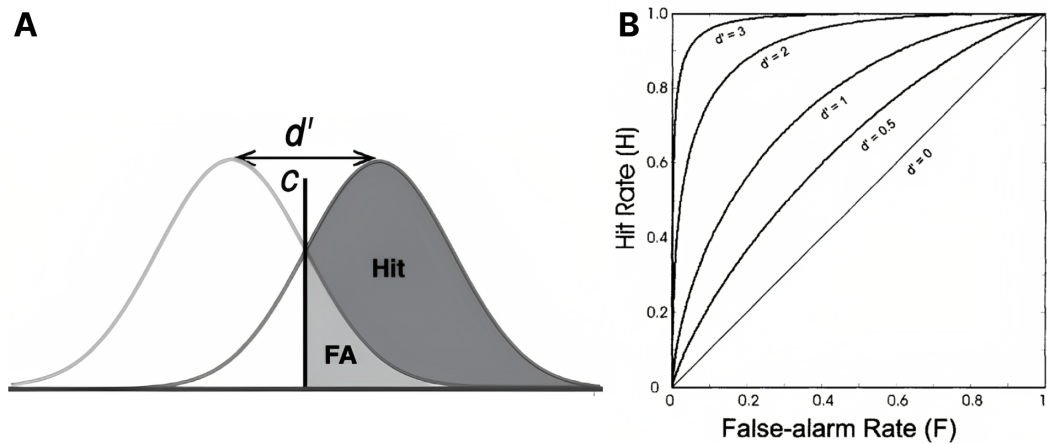 A
d'
c
Hit
FA
B
Hit Rate (H)
1.0
0.8
0.6
0.4
0.2
0
d' = 3
d' = 2
d' = 1
d' = 0.5
d' = 0
0
0.2
0.4
0.6
0.8
1
False-alarm Rate (F)